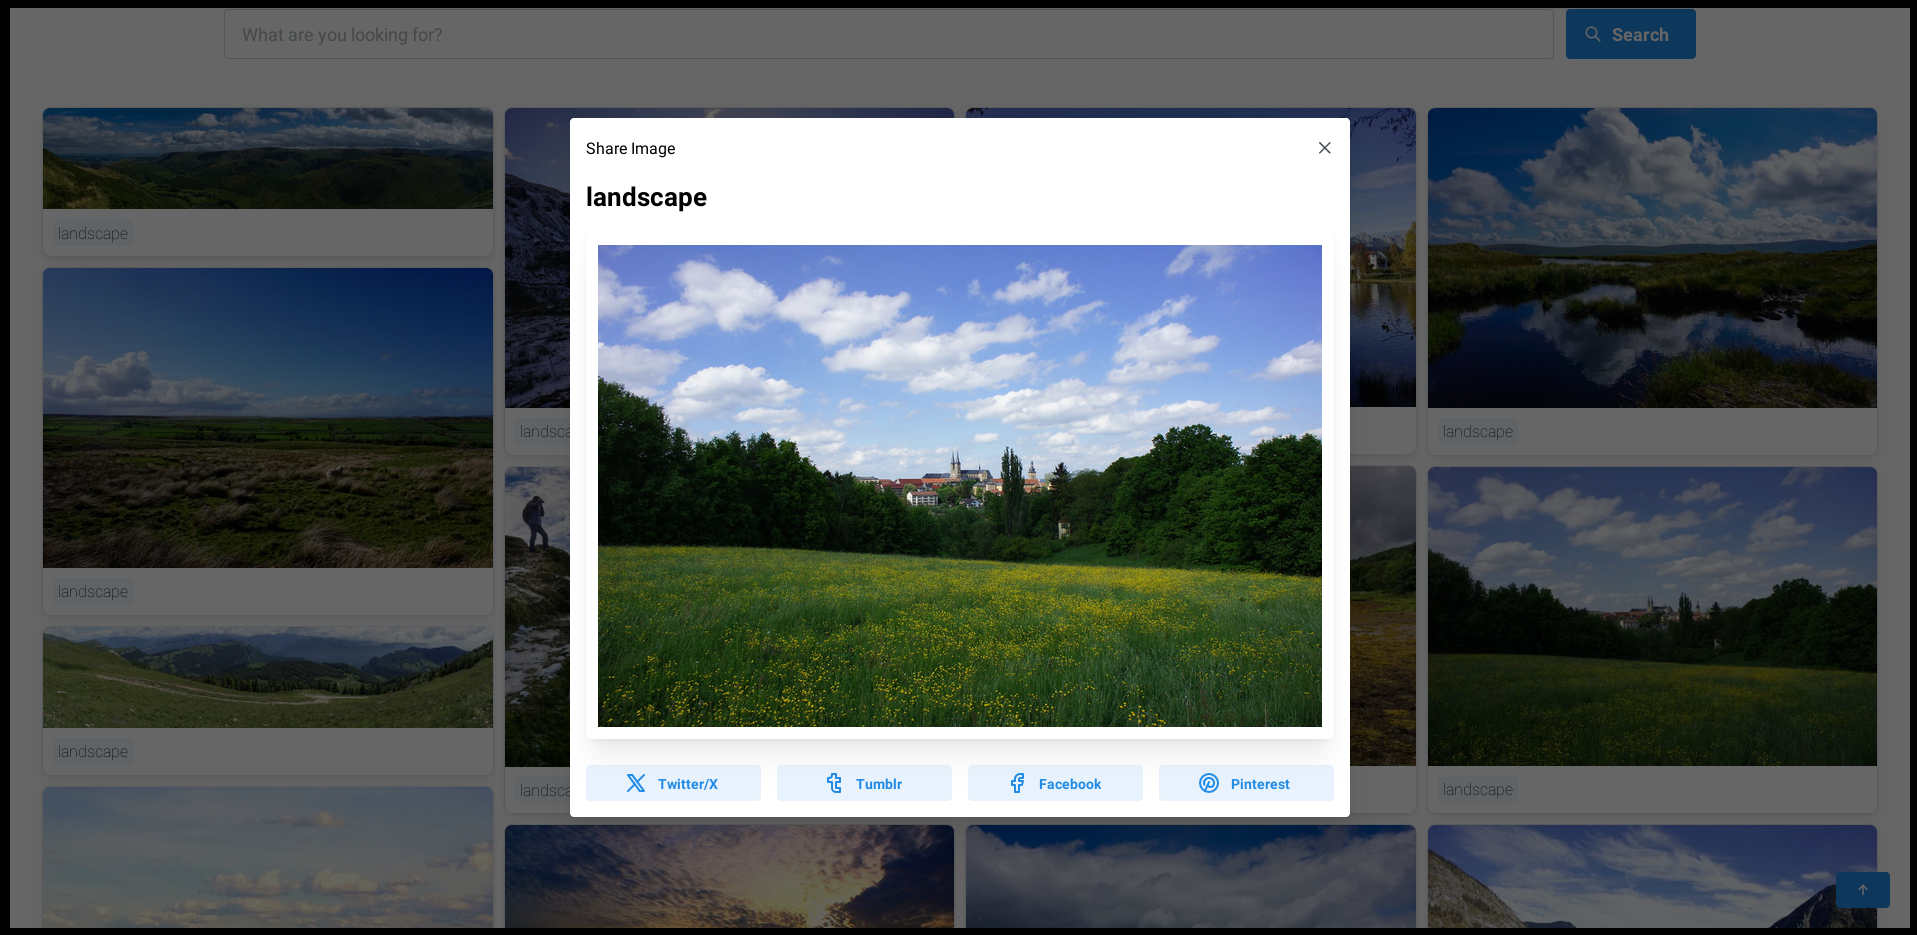 What are you looking for?
Search
Share Image
landscape
landscape
landscape
landscape
landsca
landsca
landscape
landscape
Twitter/X
Tumblr
Facebook
Pinterest